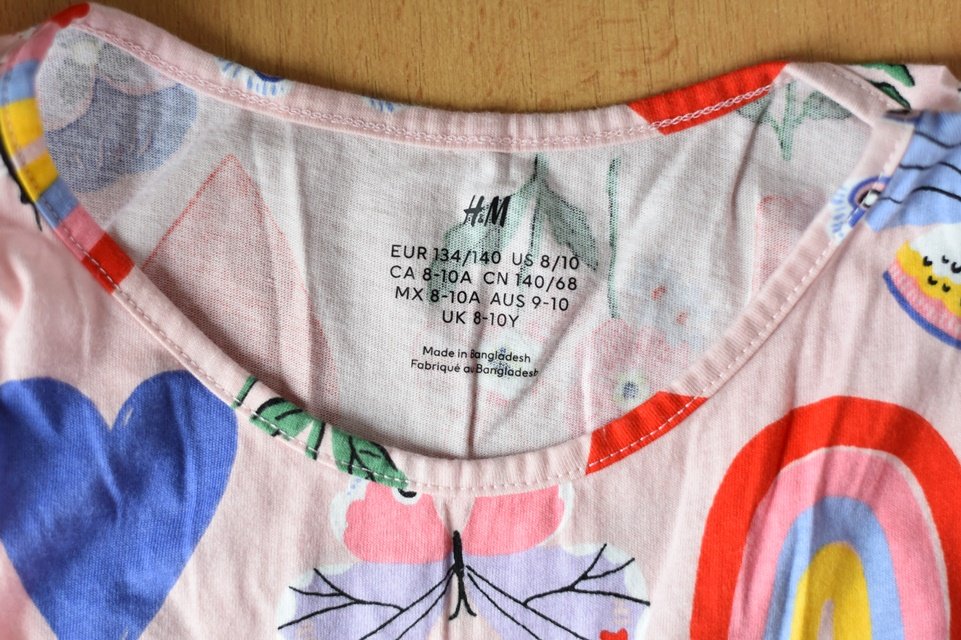 H&M
EUR 134/140 US 8/10
CA 8-10A CN 140/68
MX 8-10A AUS 9-10
UK 8-10Y
Made in Bangladesh
Fabriqué au Bangladesh